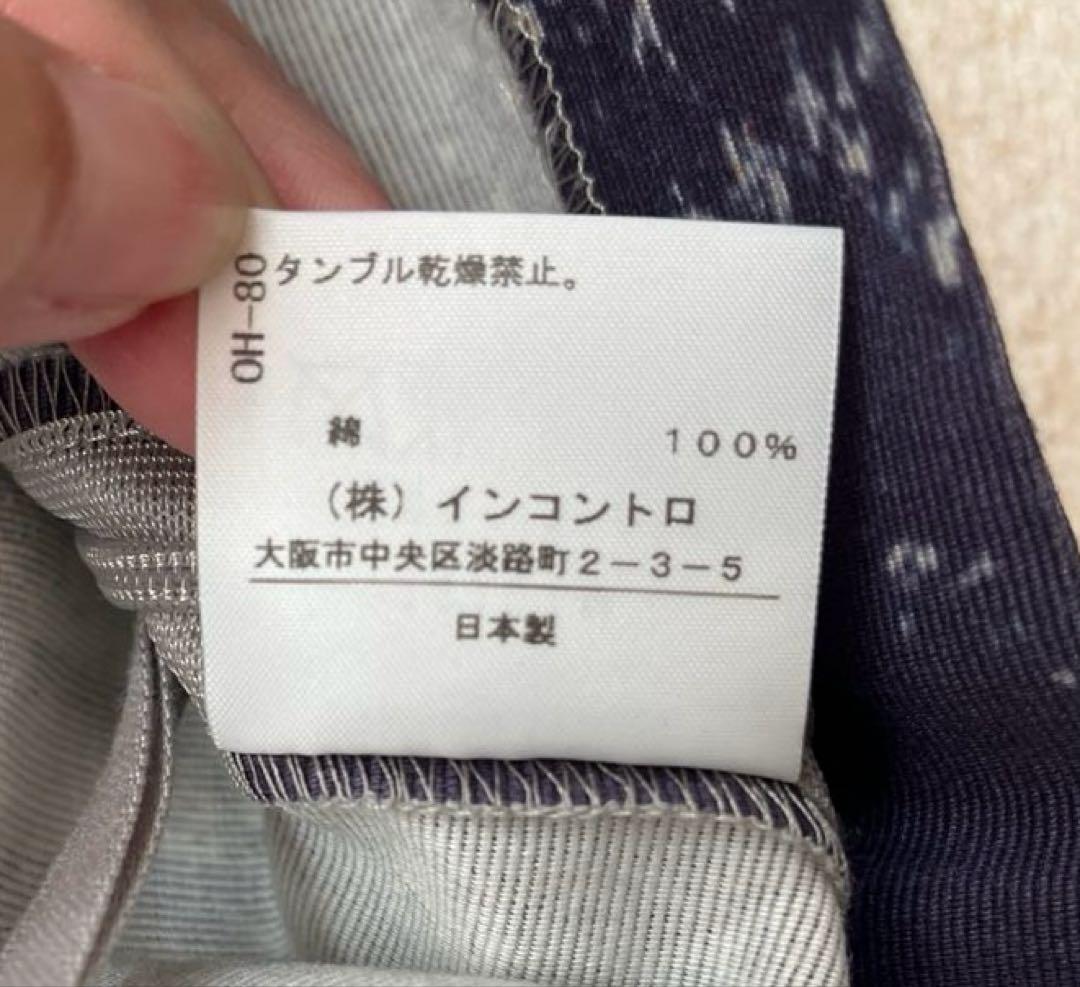 タンブル乾燥禁止。
OH-80
綿 100%
（株）インコントロ
大阪市中央区淡路町2-3-5
日本製